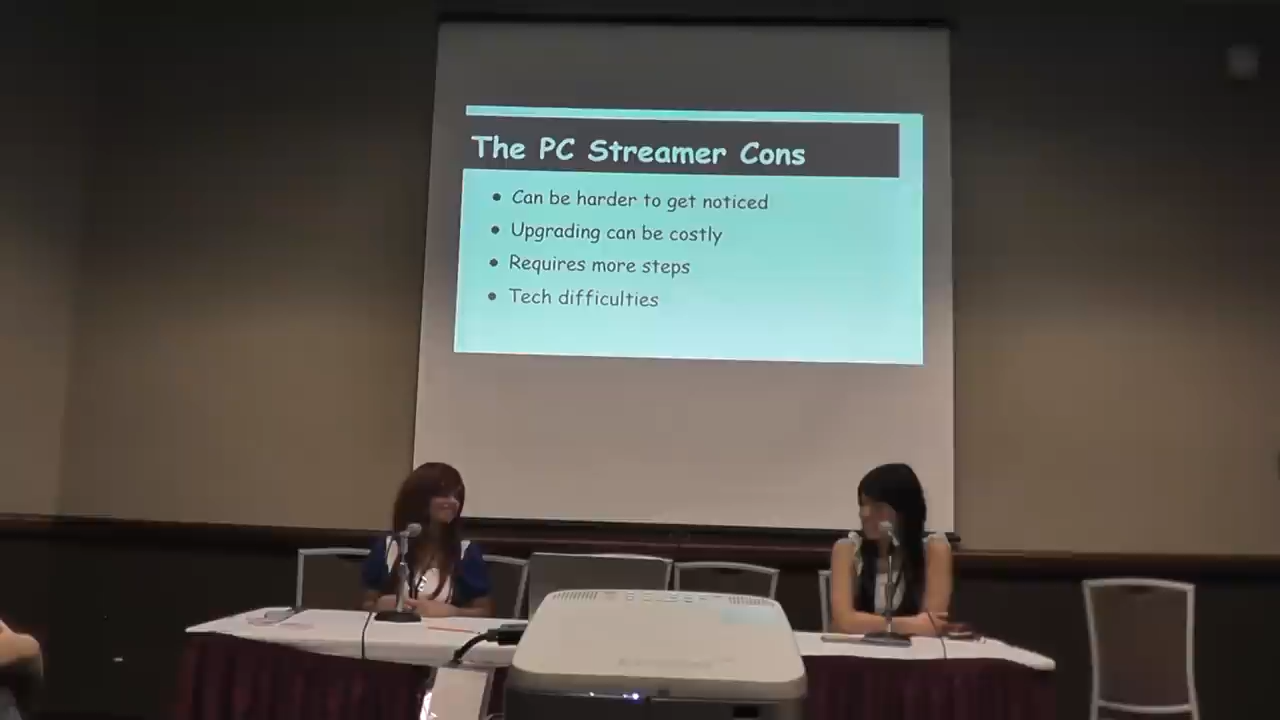 The PC Streamer Cons
• Can be harder to get noticed
• Upgrading can be costly
• Requires more steps
• Tech difficulties